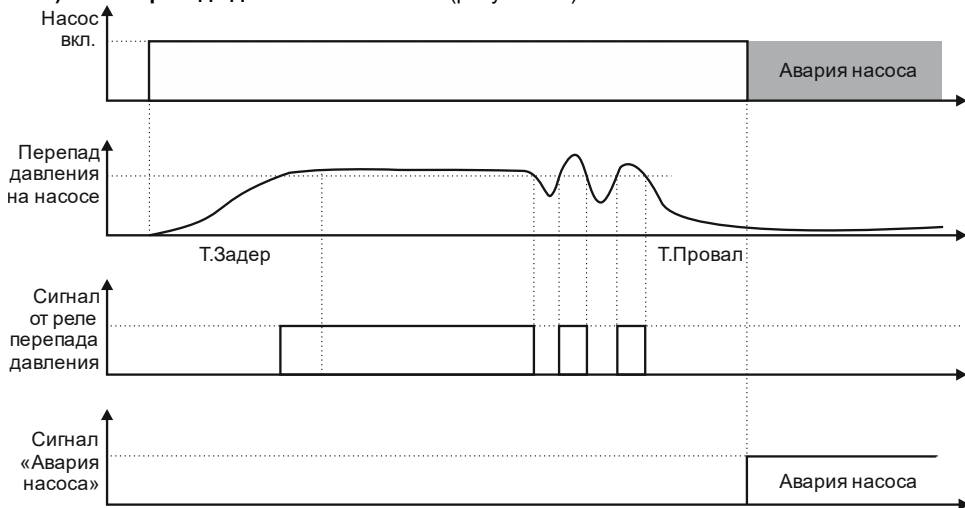 Насос
вкл.
Авария насоса
Перепад
давления
на насосе
Т.Задер
Т.Провал
Сигнал
от реле
перепада
давления
Сигнал
«Авария
насоса»
Авария насоса